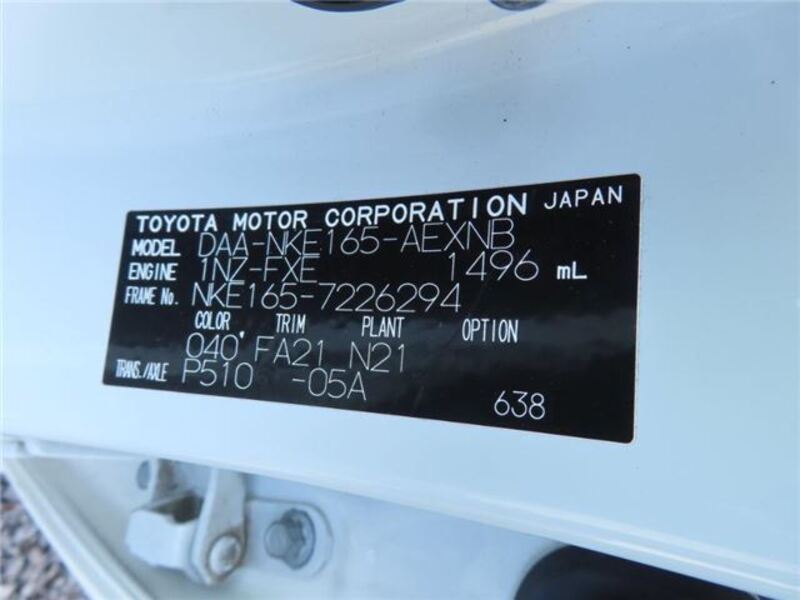 TOYOTA MOTOR CORPORATION JAPAN
MODEL DAA-NKE165-AEXNB
ENGINE 1NZ-FXE 1496 mL
FRAME No. NKE165-7226294
COLOR TRIM PLANT OPTION
040 FA21 N21
TRANS./AXLE P510 -05A
638